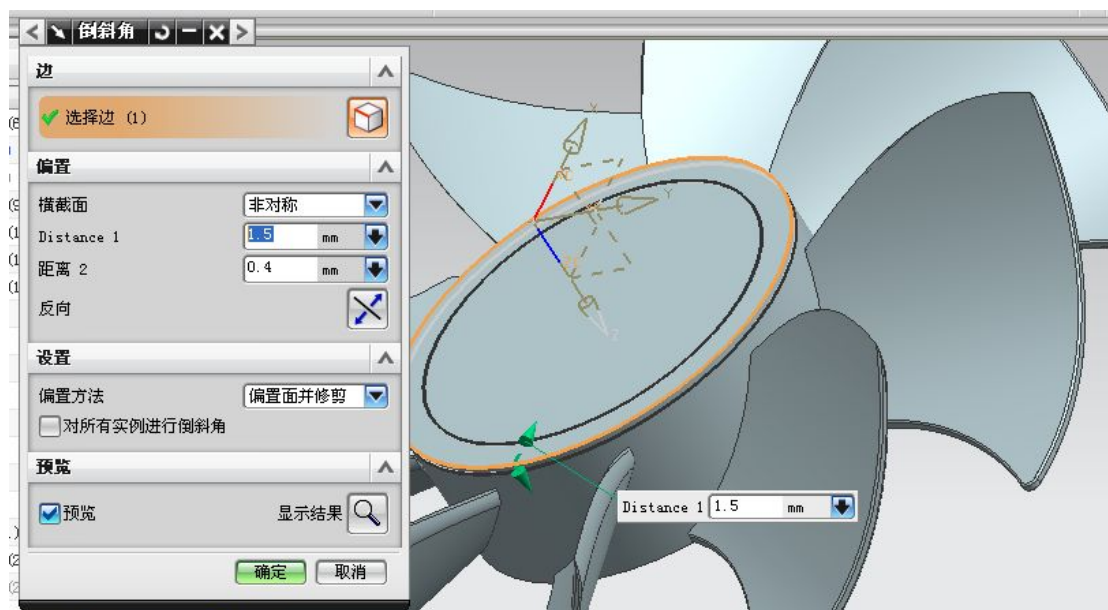 倒斜角
边
选择边 (1)
偏置
横截面 非对称
Distance 1 1.5 mm
距离 2 0.4 mm
反向
设置
偏置方法 偏置面并修剪
对所有实例进行倒斜角
预览
预览 显示结果
确定 取消
X
Y
Z
Distance 1 1.5 mm